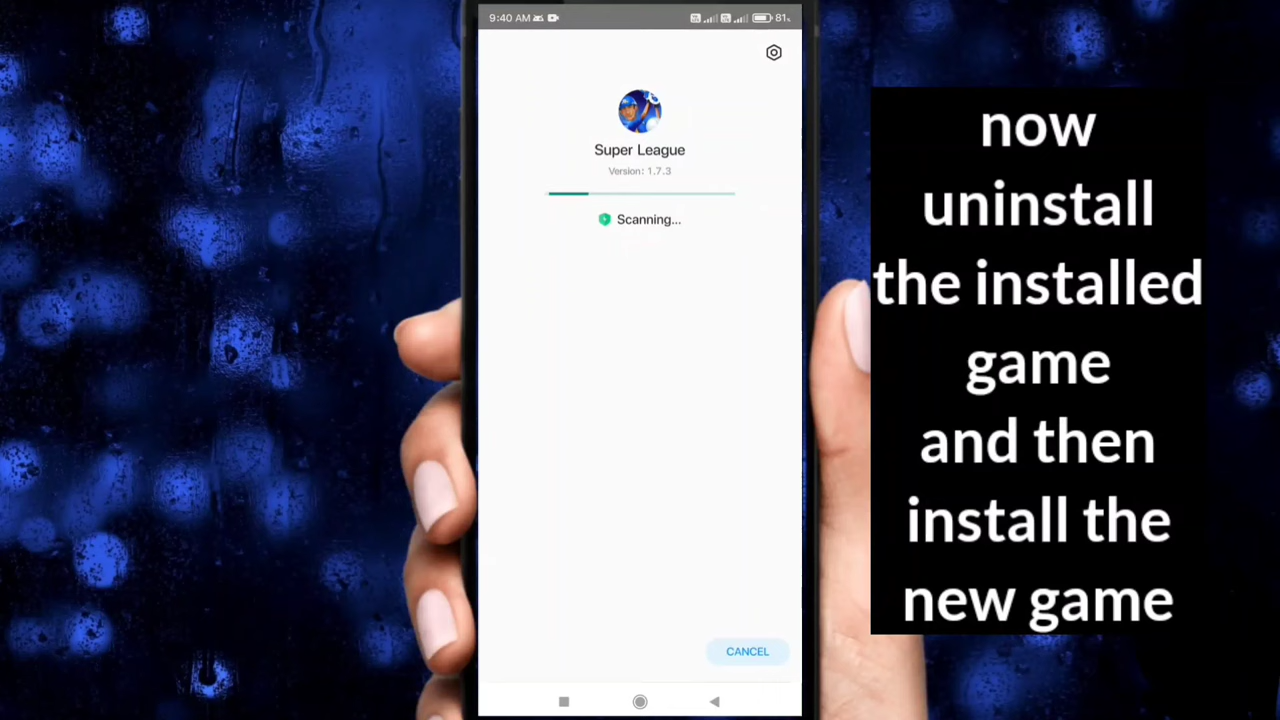 9:40 AM
81%
Super League
Version: 1.7.3
Scanning...
CANCEL
now
uninstall
the installed
game
and then
install the
new game